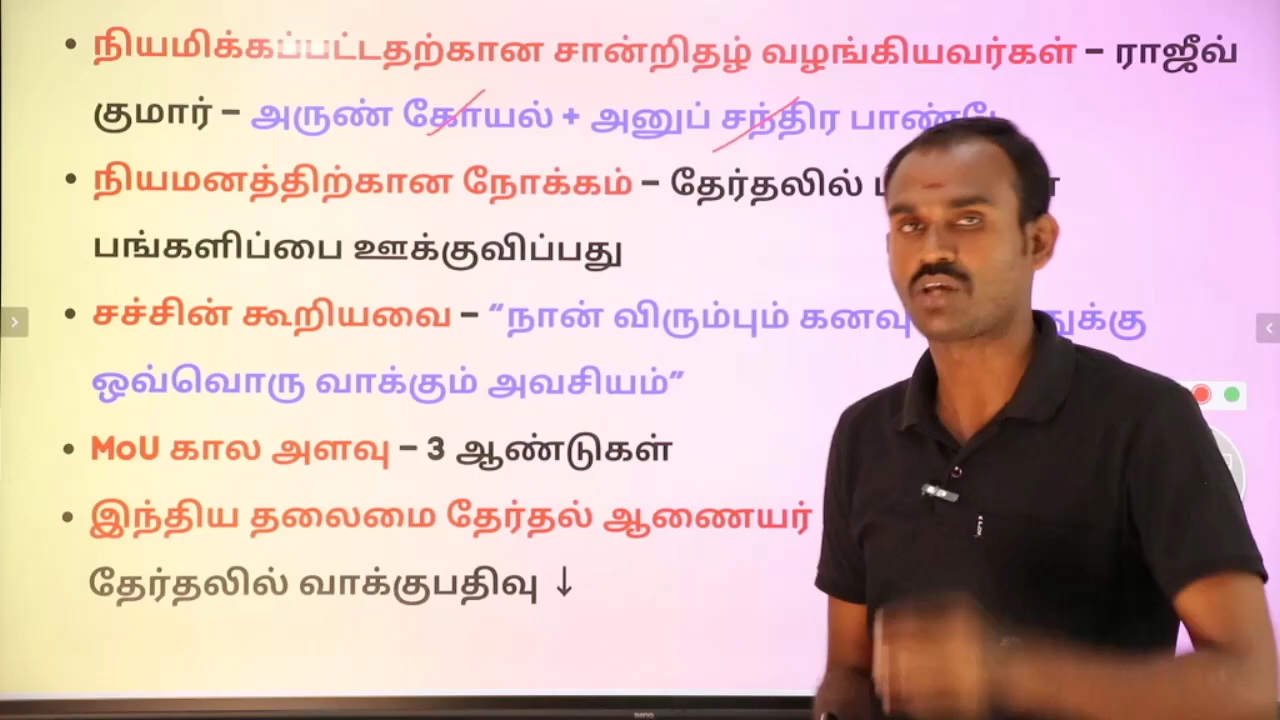 • நியமிக்கப்பட்டதற்கான சான்றிதழ் வழங்கியவர்கள் – ராஜீவ்
குமார் – அருண் கோயல் + அனுப் சந்திர
• நியமனத்திற்கான நோக்கம் – தேர்தலில்
பங்களிப்பை ஊக்குவிப்பது
• சச்சின் கூறியவை – “நான் விரும்பும் கனவு
ஒவ்வொரு வாக்கும் அவசியம்”
• MoU கால அளவு – 3 ஆண்டுகள்
• இந்திய தலைமை தேர்தல் ஆணையர்
தேர்தலில் வாக்குபதிவு ↓